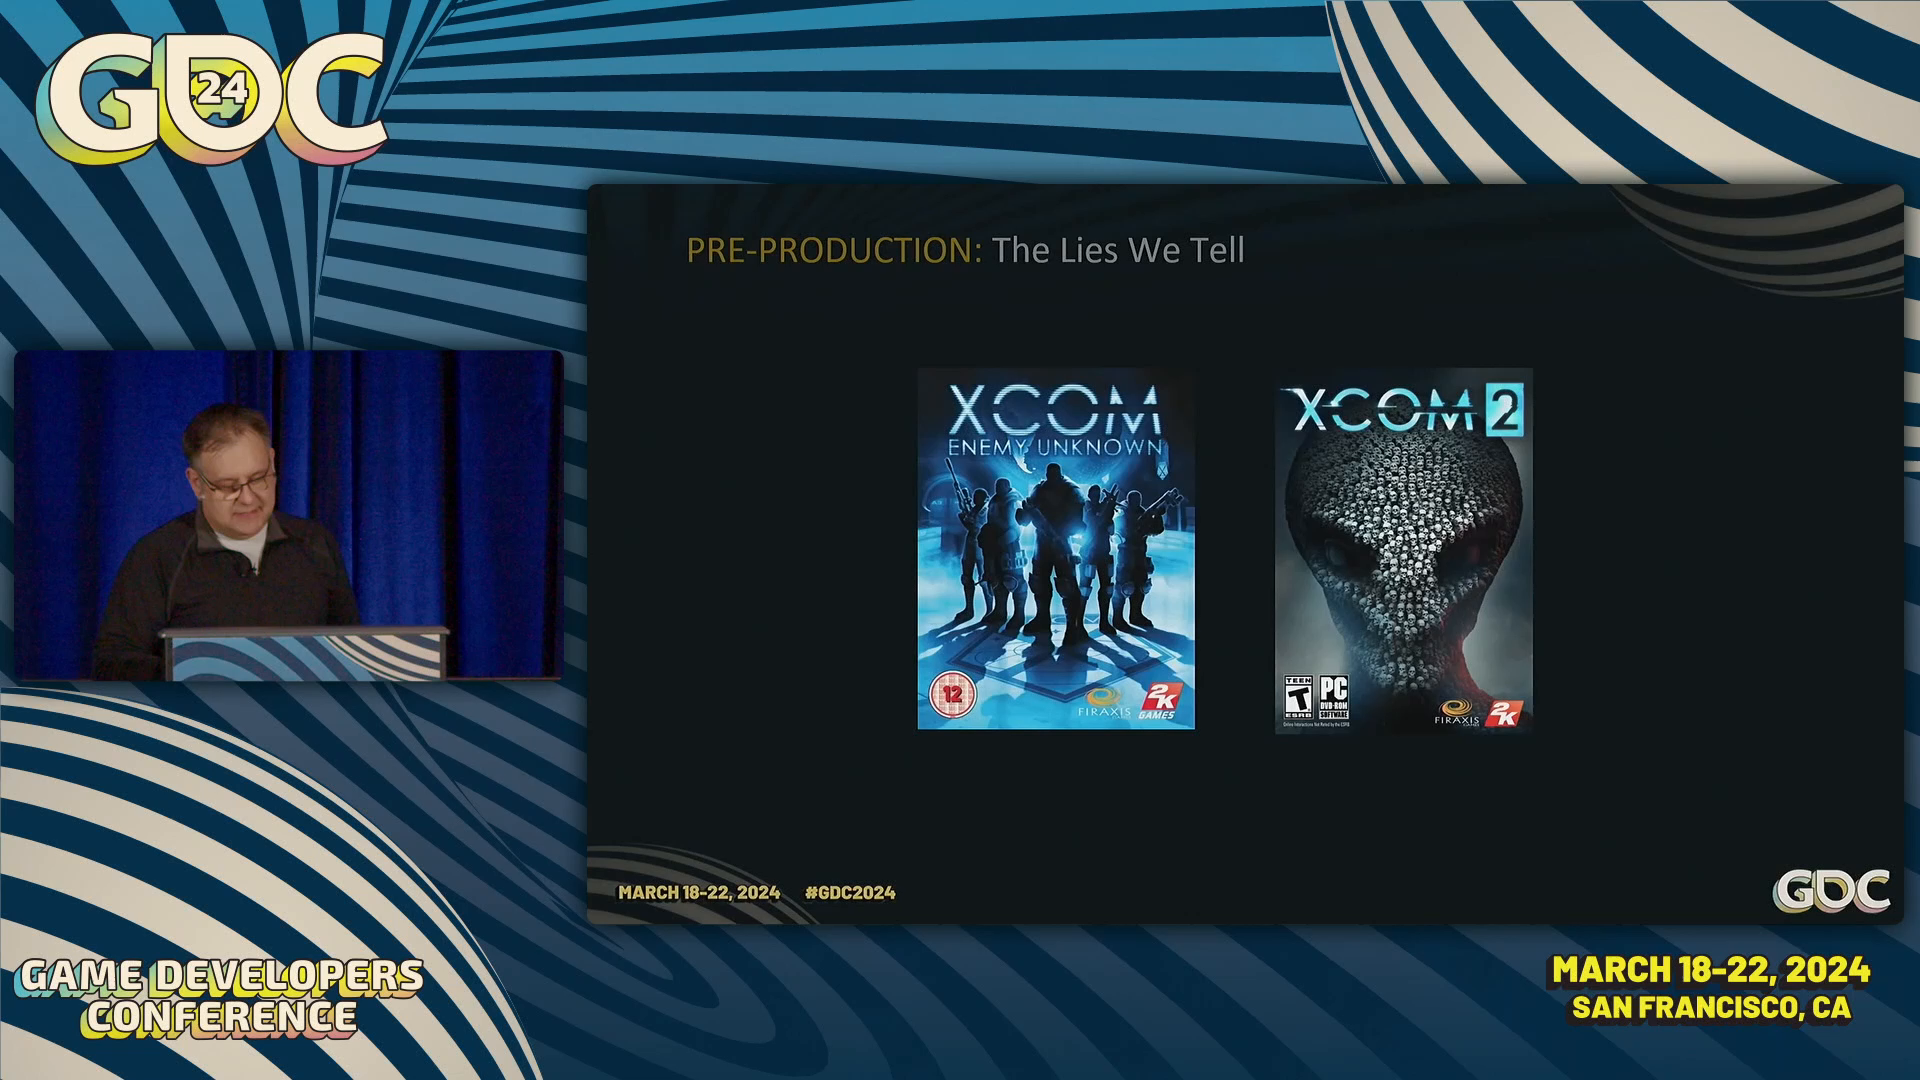 GDC
24
PRE-PRODUCTION: The Lies We Tell
XCOM
ENEMY UNKNOWN
12
FIRAXIS
2K
GAMES
XCOM 2
TEEN
T
ESRB
PC
DVD-ROM
SOFTWARE
FIRAXIS
2K
MARCH 18-22, 2024 #GDC2024
GDC
GAME DEVELOPERS
CONFERENCE
MARCH 18-22, 2024
SAN FRANCISCO, CA